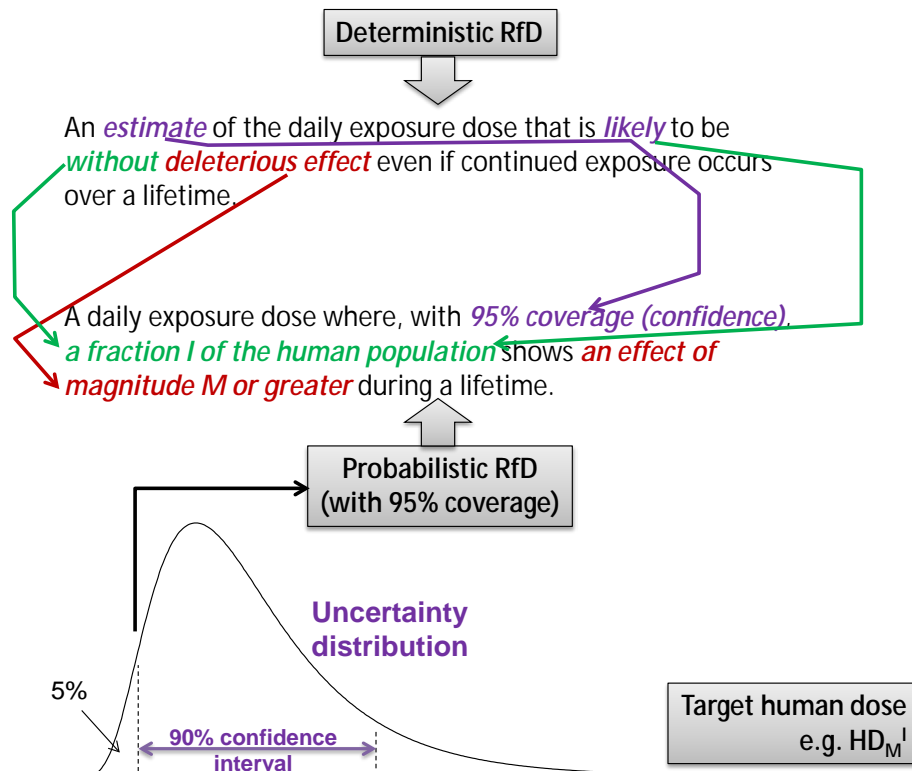 Deterministic RfD
An estimate of the daily exposure dose that is likely to be
without deleterious effect even if continued exposure occurs
over a lifetime.
A daily exposure dose where, with 95% coverage (confidence),
a fraction I of the human population shows an effect of
magnitude M or greater during a lifetime.
Probabilistic RfD
(with 95% coverage)
Uncertainty
distribution
5%
90% confidence
interval
Target human dose
e.g. HD_M^I